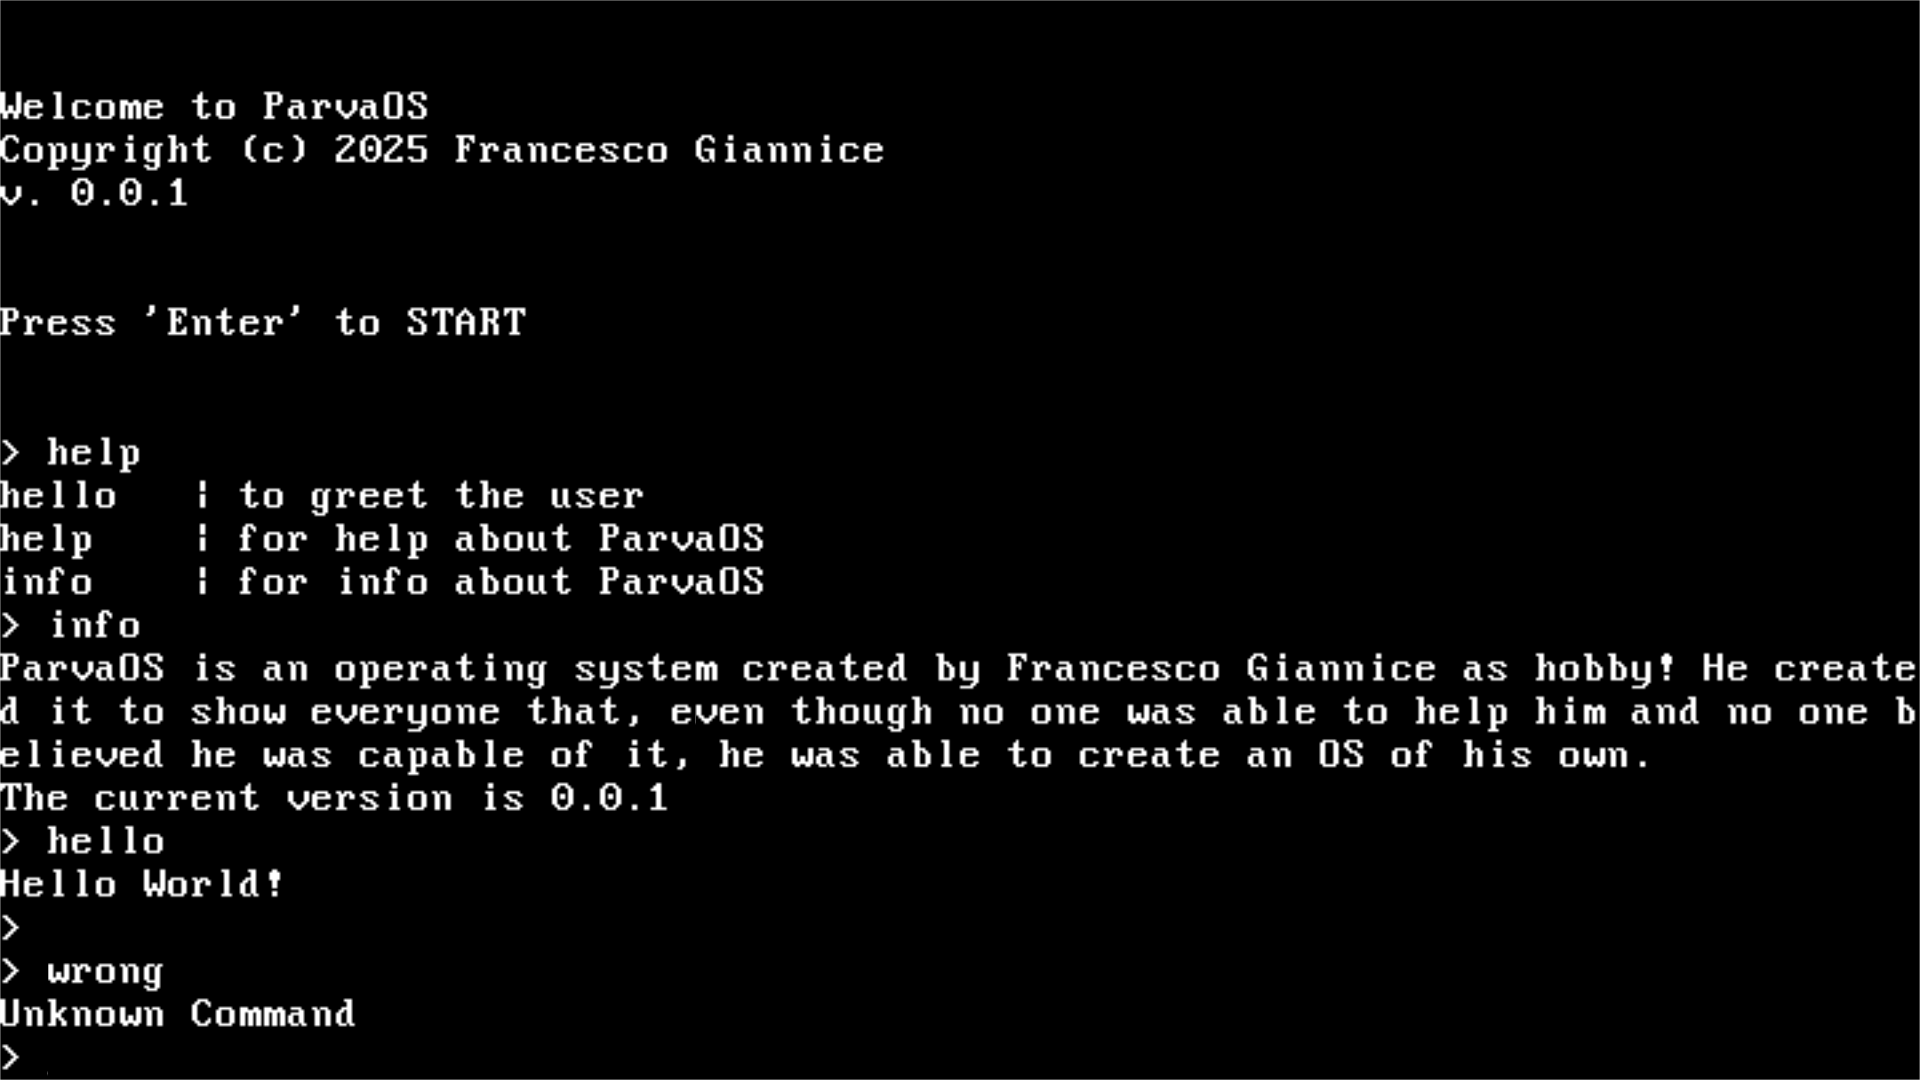 Welcome to ParvaOS
Copyright (c) 2025 Francesco Giannice
v. 0.0.1
Press 'Enter' to START
> help
hello   | to greet the user
help    | for help about ParvaOS
info    | for info about ParvaOS
> info
ParvaOS is an operating system created by Francesco Giannice as hobby! He create
d it to show everyone that, even though no one was able to help him and no one b
elieved he was capable of it, he was able to create an OS of his own.
The current version is 0.0.1
> hello
Hello World!
>
> wrong
Unknown Command
>